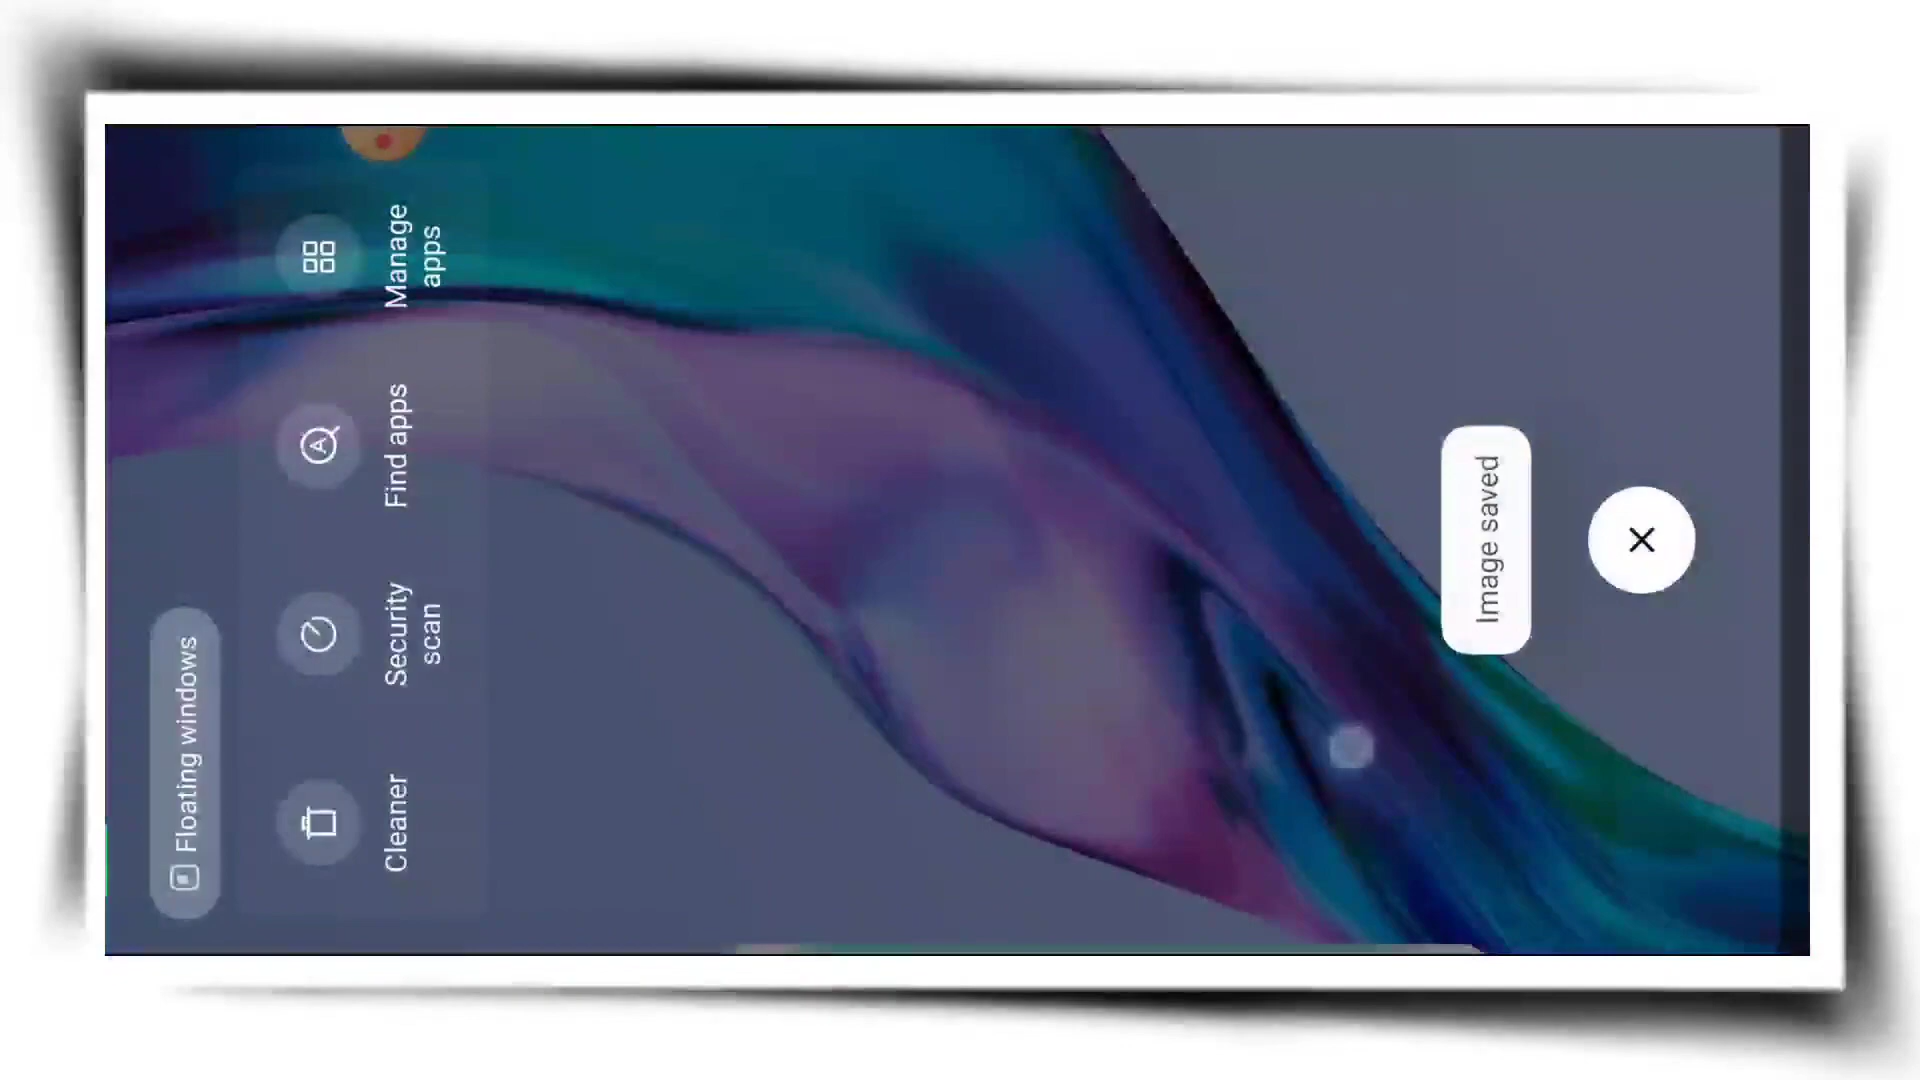 Floating windows
Cleaner
Security
scan
Find apps
Manage
apps
Image saved